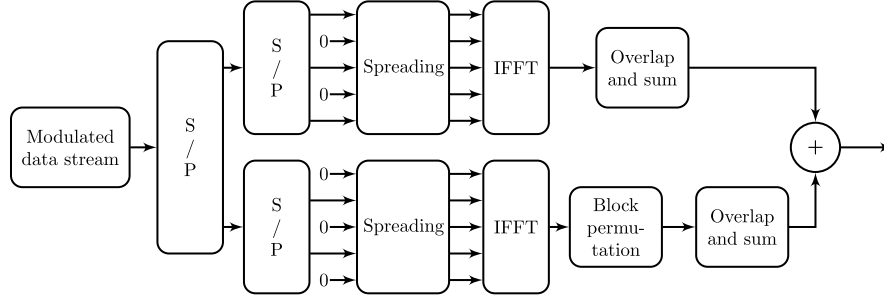 Modulated
data stream
S
/
P
S
/
P
0
0
Spreading
IFFT
Overlap
and sum
+
S
/
P
0
0
0
Spreading
IFFT
Block
permu-
tation
Overlap
and sum